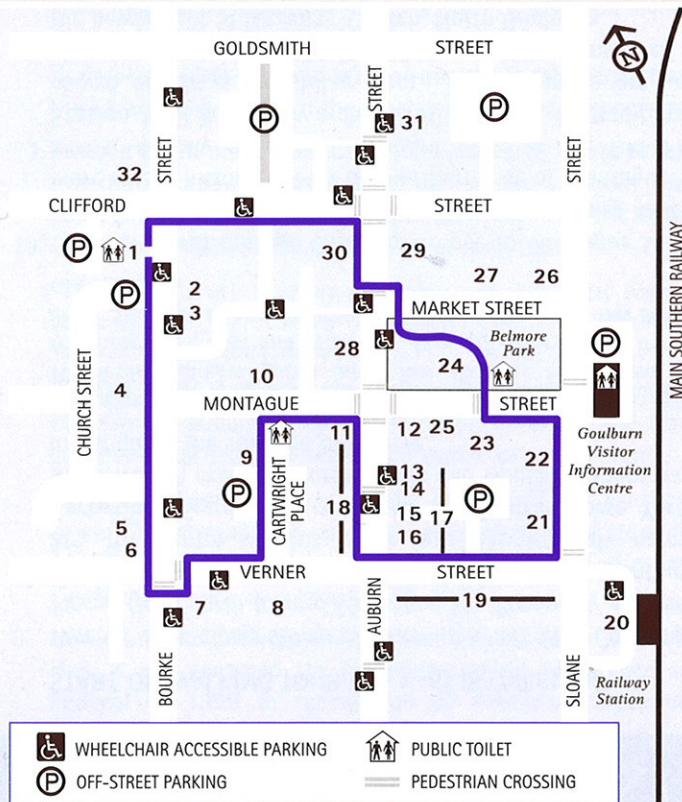 GOLDSMITH STREET
P
N
P
STREET
31
STREET
STREET
32
CLIFFORD STREET
P
1
30
29
27
26
2
P
3
MARKET STREET
MAIN SOUTHERN RAILWAY
28
Belmore
Park
P
24
10
CHURCH STREET
4
MONTAGUE STREET
11
12
25
23
Goulburn
Visitor
Information
Centre
9
22
13
P
14
P
CARTWRIGHT
PLACE
18
15
17
21
5
16
6
VERNER STREET
7
8
AUBURN
19
20
BOURKE
SLOANE
Railway
Station
WHEELCHAIR ACCESSIBLE PARKING
PUBLIC TOILET
P OFF-STREET PARKING
PEDESTRIAN CROSSING